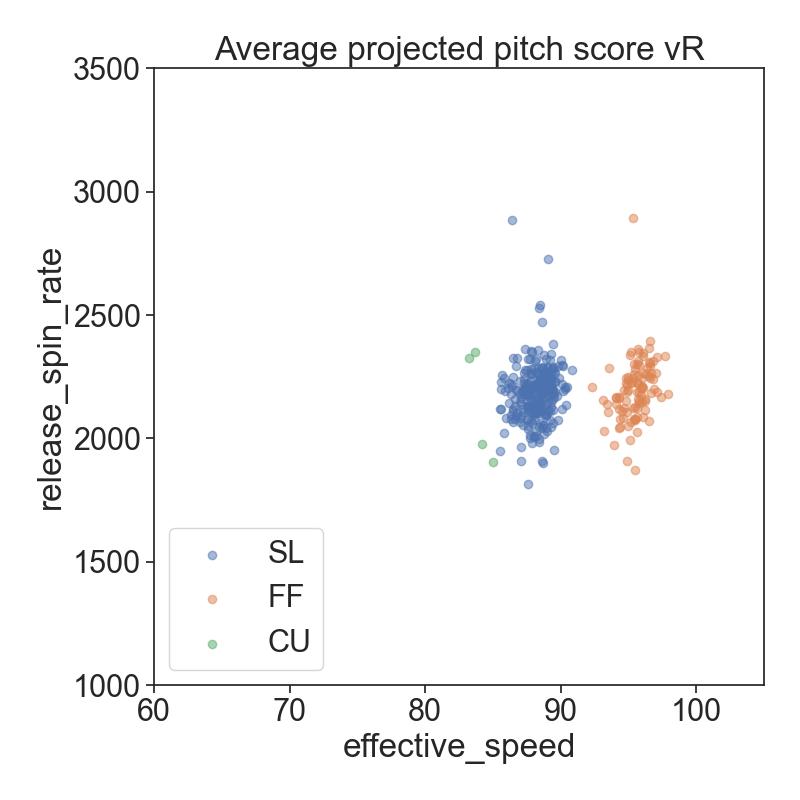 Average projected pitch score vR
release_spin_rate
3500
3000
2500
2000
1500
1000
SL
FF
CU
60
70
80
90
100
effective_speed